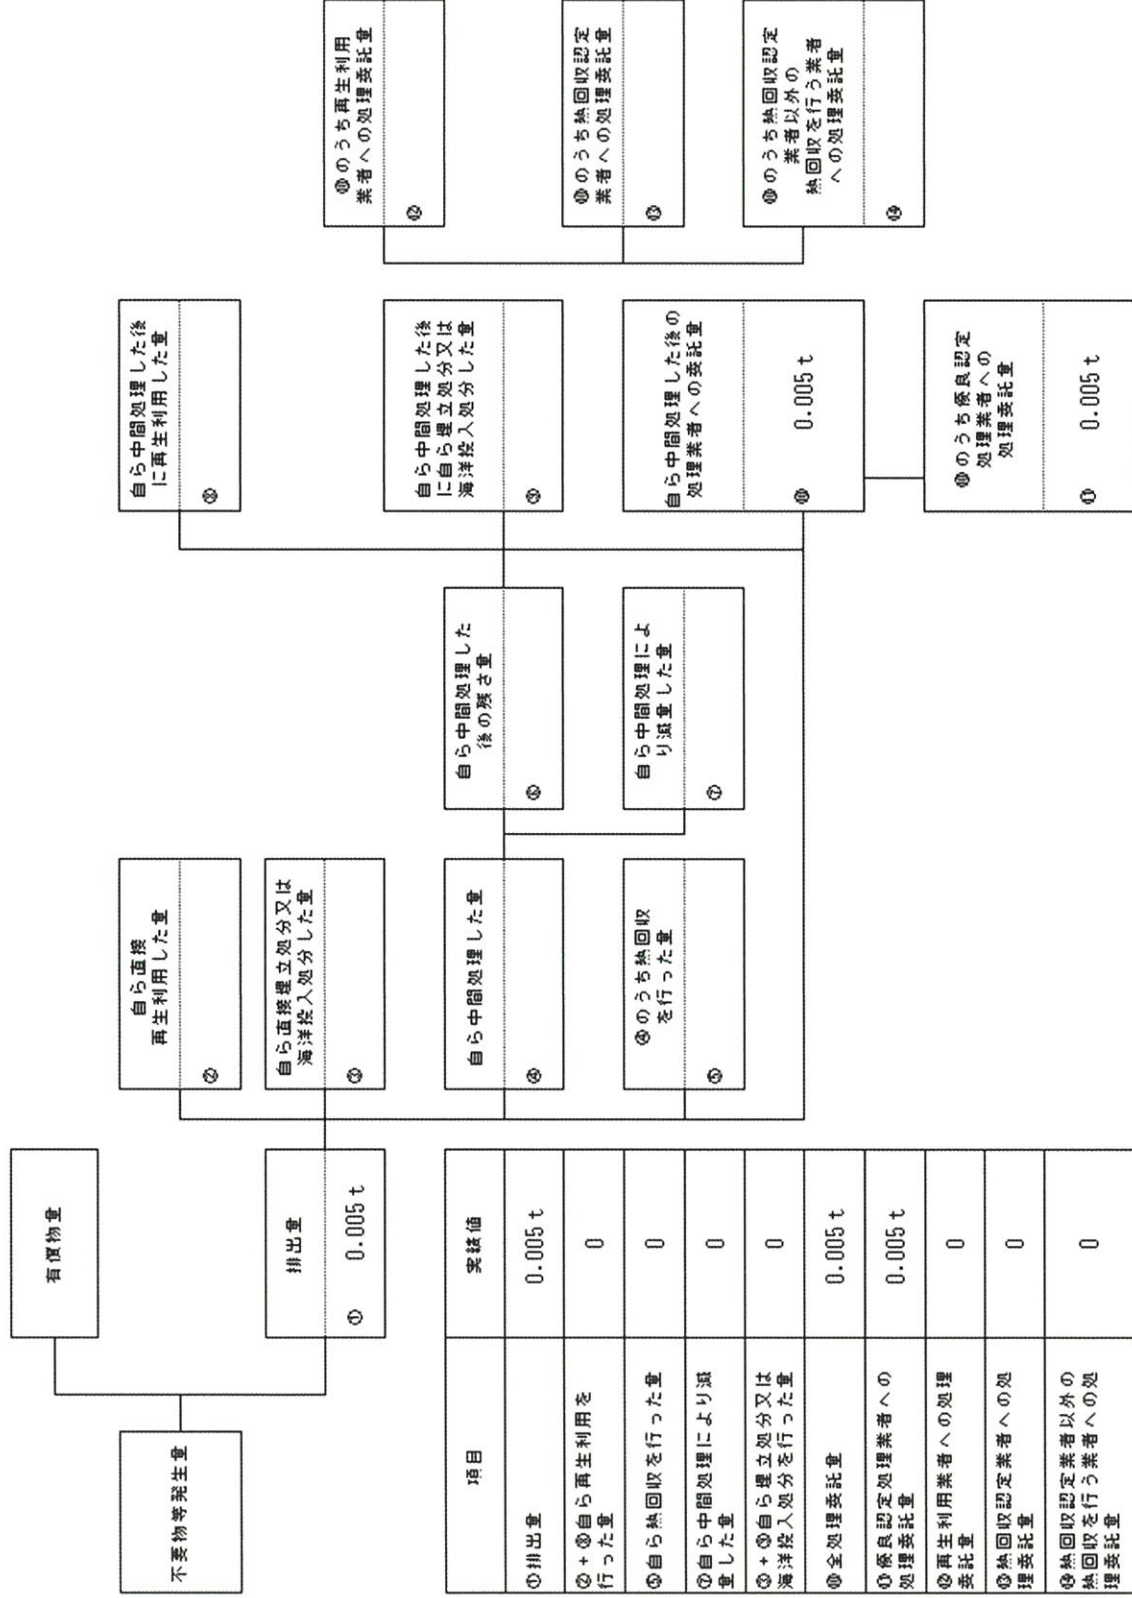 有償物量
不要物等発生量
排出量
① 0.005 t
自ら直接
再生利用した量
②
自ら直接埋立処分又は
海洋投入処分した量
③
自ら中間処理した量
④
④のうち熱回収
を行った量
⑤
自ら中間処理した
後の残さ量
⑥
自ら中間処理によ
り減量した量
⑦
自ら中間処理した後
に再生利用した量
⑧
自ら中間処理した後
に自ら埋立処分又は
海洋投入処分した量
⑨
自ら中間処理した後の
処理業者への委託量
⑩ 0.005 t
⑩のうち優良認定
処理業者への
処理委託量
⑪ 0.005 t
⑩のうち再生利用
業者への処理委託量
⑫
⑩のうち熱回収認定
業者への処理委託量
⑬
⑩のうち熱回収認定
業者以外の
熱回収を行う業者
への処理委託量
⑭
項目 実績値
①排出量 0.005 t
②+⑧自ら再生利用を
行った量 0
⑤自ら熱回収を行った量 0
⑦自ら中間処理により減
量した量 0
③+⑨自ら埋立処分又は
海洋投入処分を行った量 0
⑩全処理委託量 0.005 t
⑪優良認定処理業者への
処理委託量 0.005 t
⑫再生利用業者への処理
委託量 0
⑬熱回収認定業者への処
理委託量 0
⑭熱回収認定業者以外の
熱回収を行う業者への処
理委託量 0